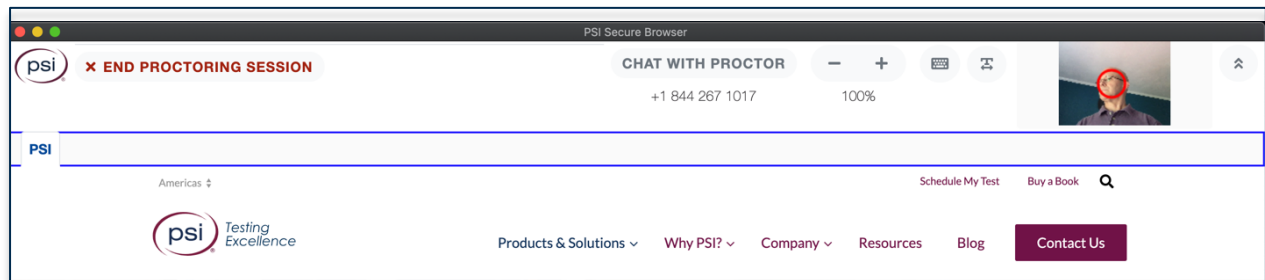 PSI Secure Browser
psi
× END PROCTORING SESSION
CHAT WITH PROCTOR
− +
+1 844 267 1017
100%
PSI
Americas
Schedule My Test
Buy a Book
psi Testing Excellence
Products & Solutions
Why PSI?
Company
Resources
Blog
Contact Us